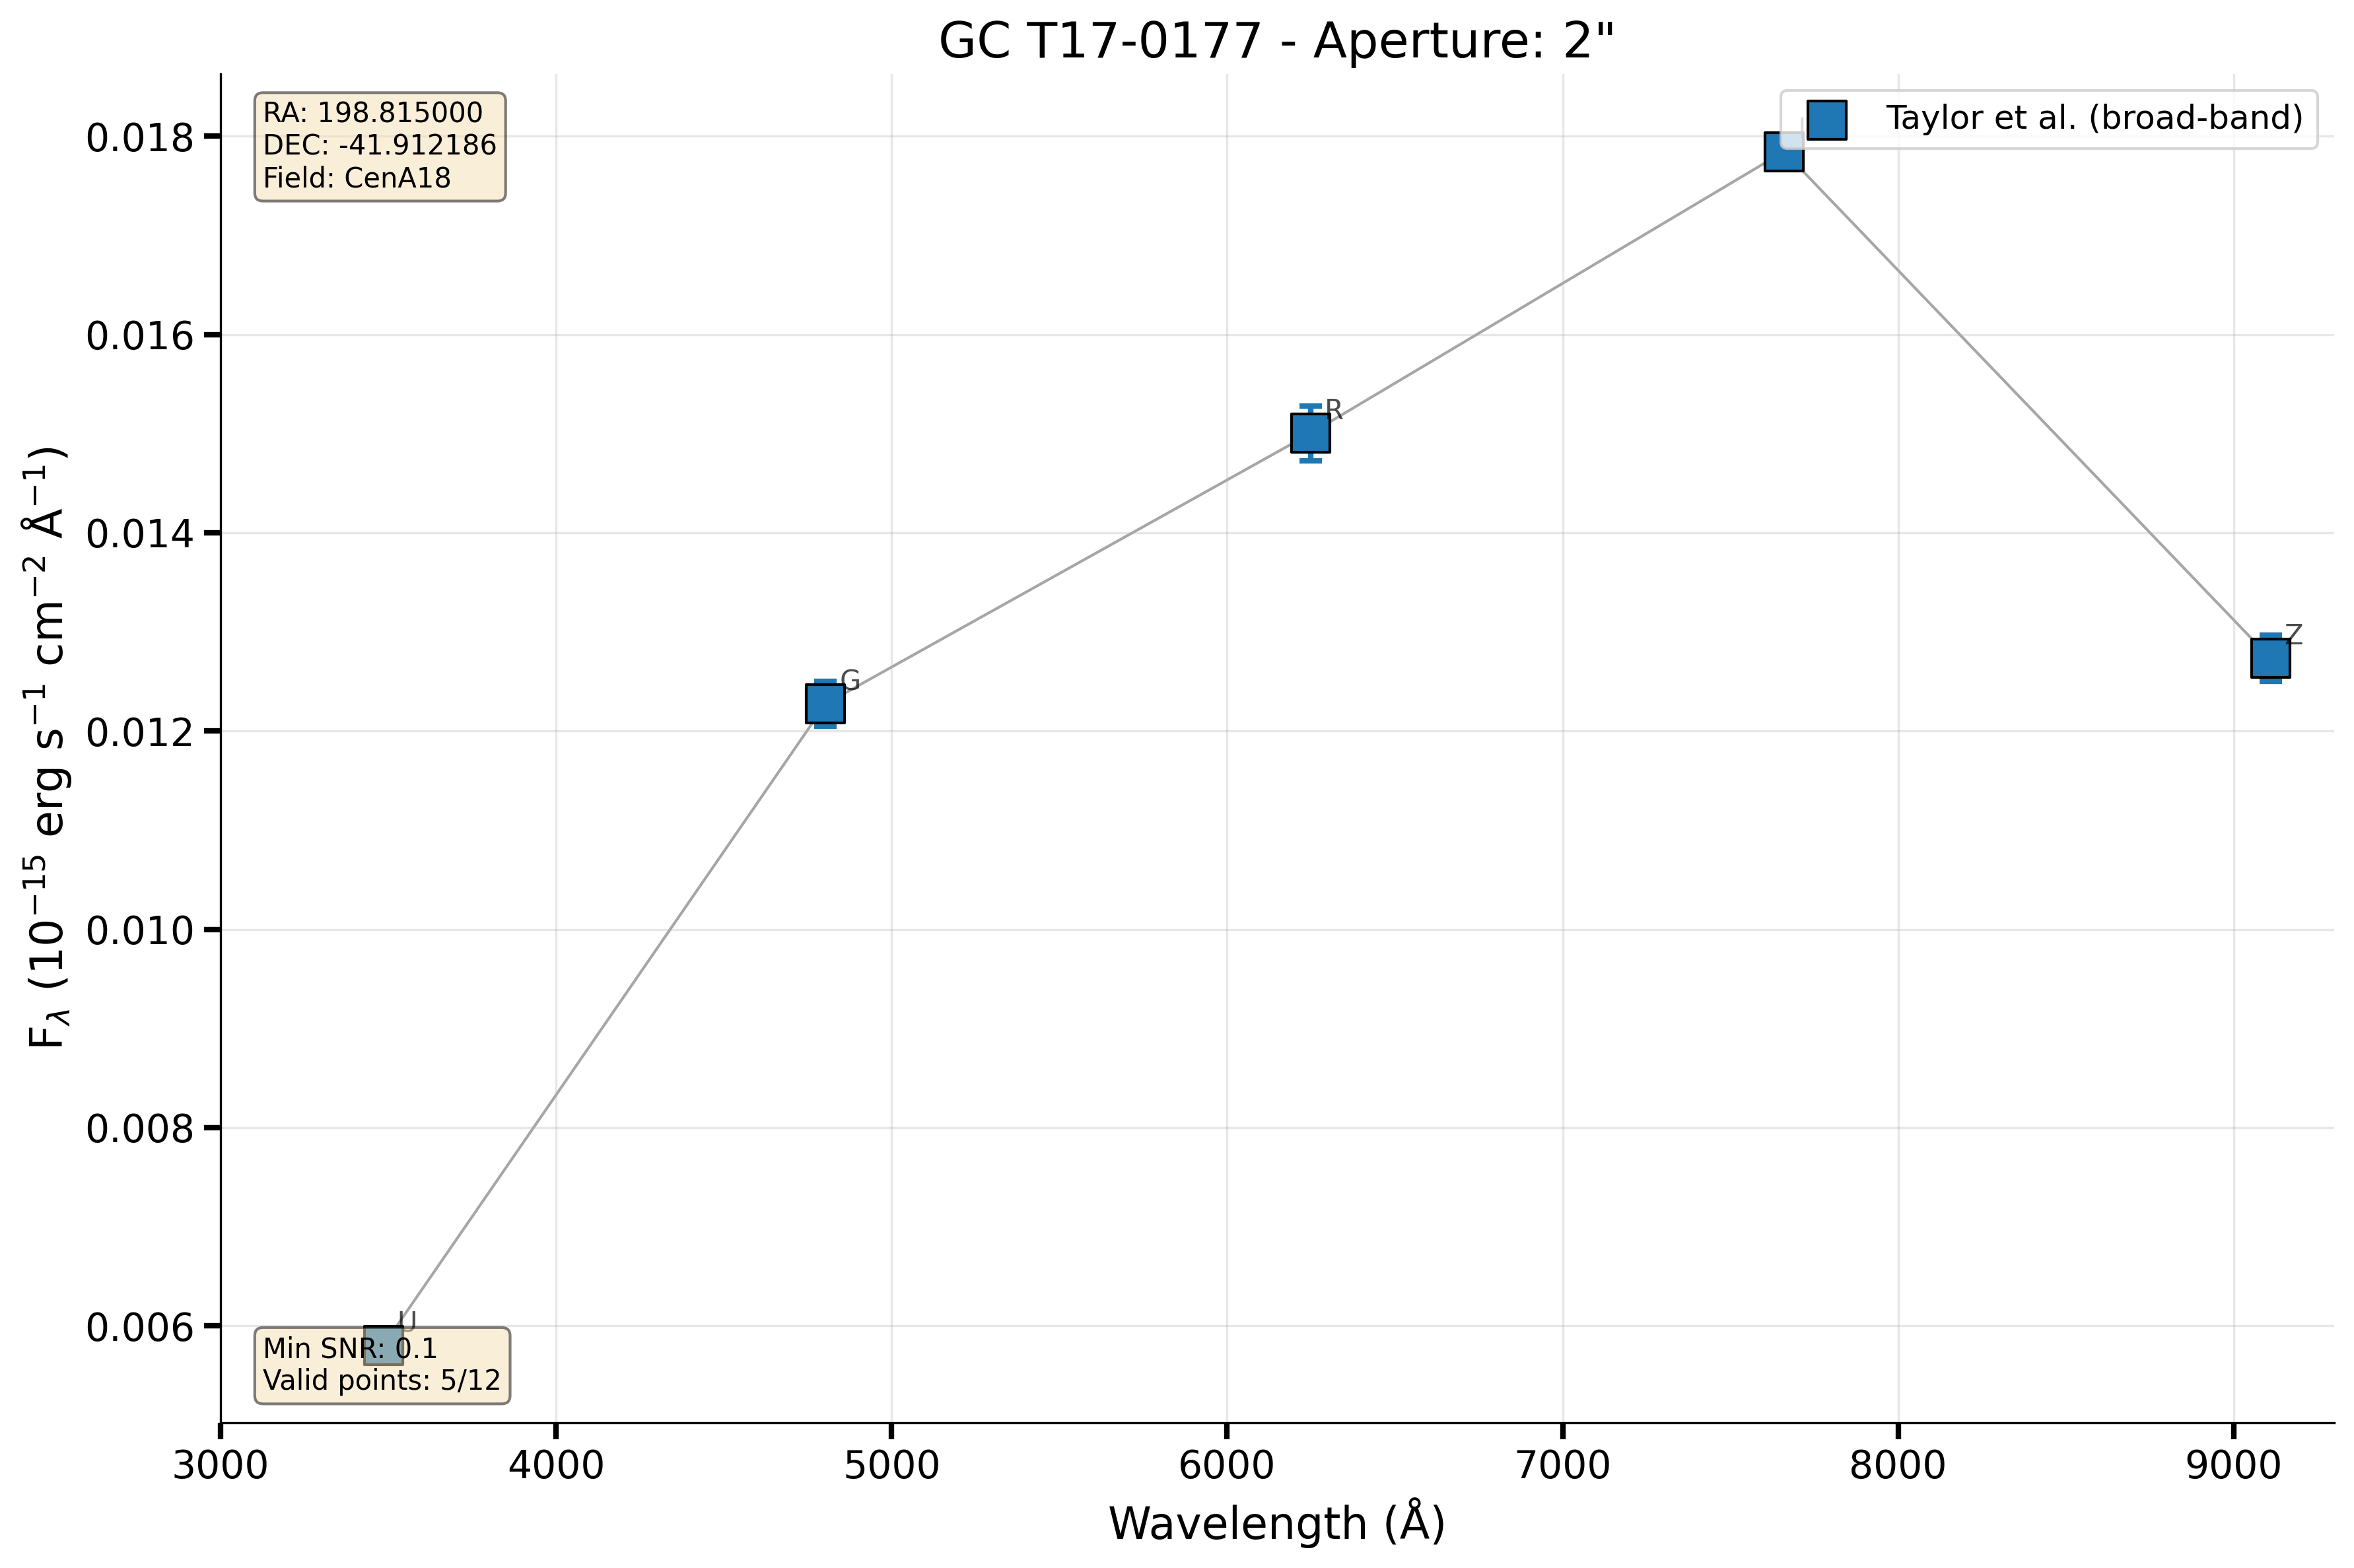 GC T17-0177 - Aperture: 2"
RA: 198.815000
DEC: -41.912186
Field: CenA18
Taylor et al. (broad-band)
0.018
0.016
0.014
0.012
0.010
0.008
0.006
F_λ (10⁻¹⁵ erg s⁻¹ cm⁻² Å⁻¹)
R
G
Z
U
Min SNR: 0.1
Valid points: 5/12
3000 4000 5000 6000 7000 8000 9000
Wavelength (Å)